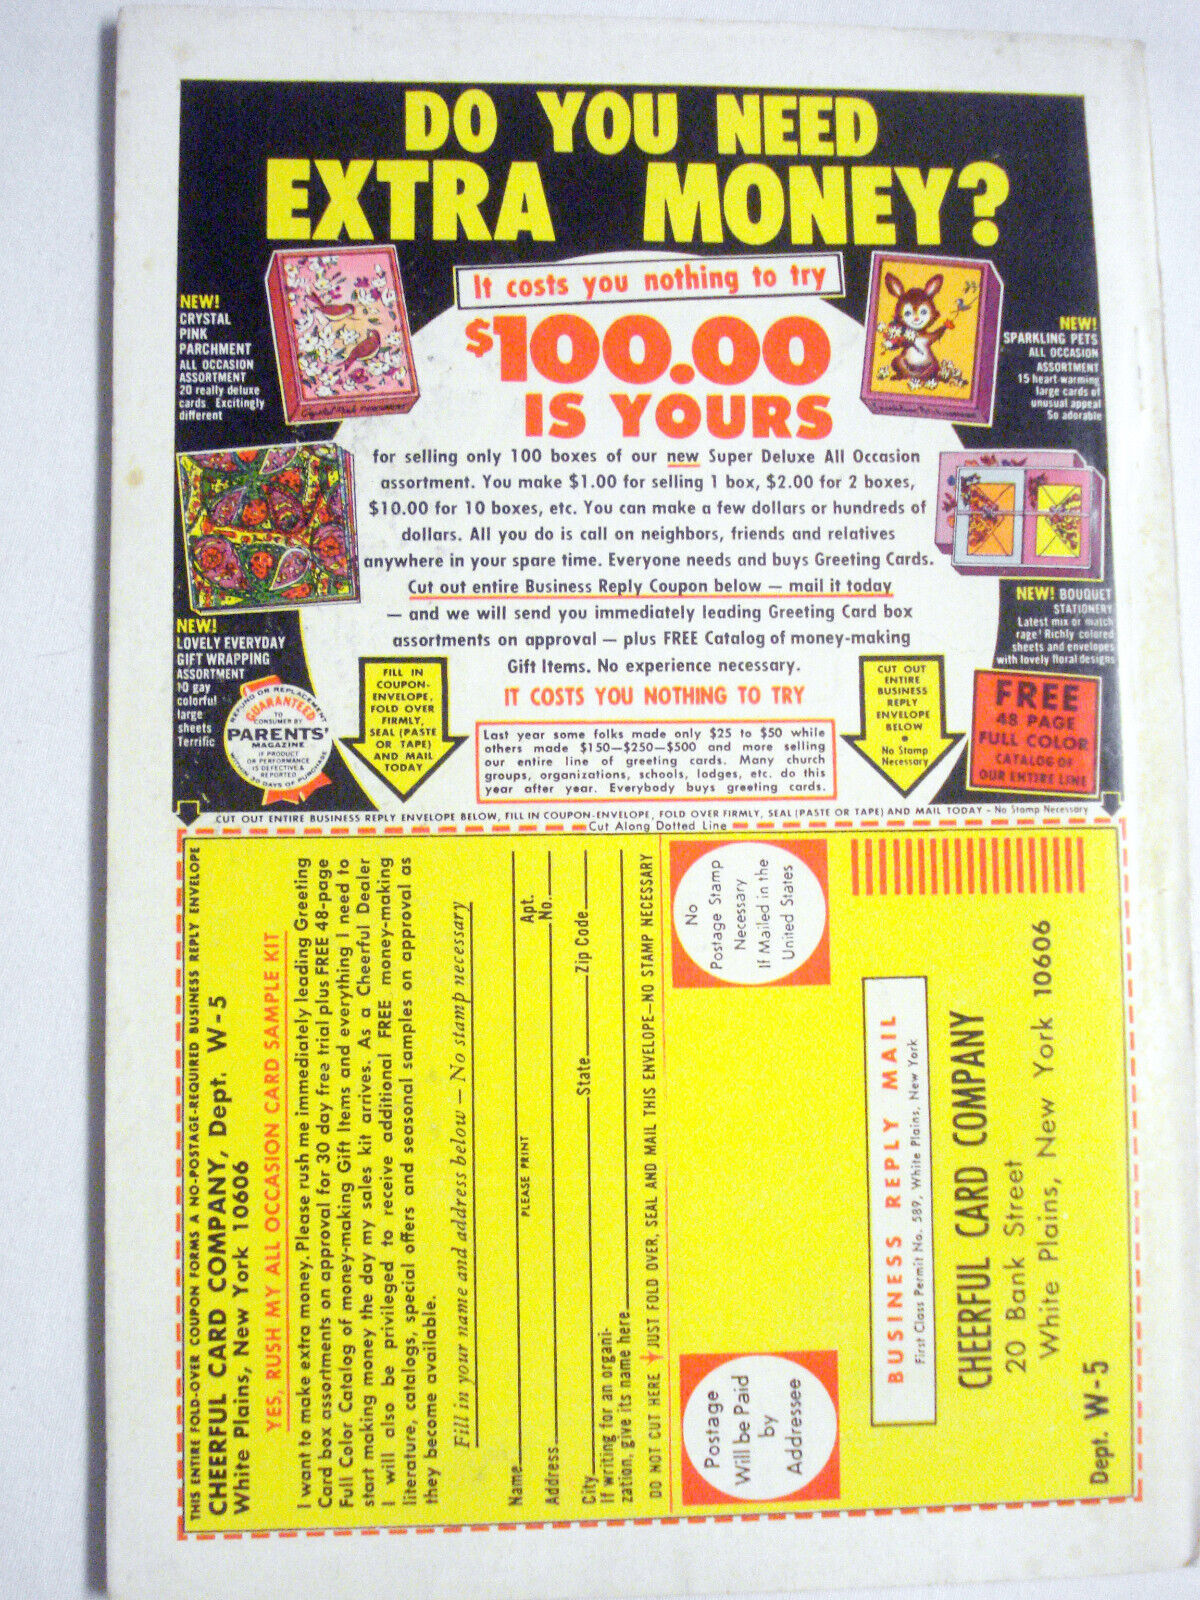 DO YOU NEED
EXTRA MONEY?
It costs you nothing to try
$100.00
IS YOURS
for selling only 100 boxes of our new Super Deluxe All Occasion
assortment. You make $1.00 for selling 1 box, $2.00 for 2 boxes,
$10.00 for 10 boxes, etc. You can make a few dollars or hundreds of
dollars. All you do is call on neighbors, friends and relatives
anywhere in your spare time. Everyone needs and buys Greeting Cards.
Cut out entire Business Reply Coupon below — mail it today
— and we will send you immediately leading Greeting Card box
assortments on approval — plus FREE Catalog of money-making
Gift Items. No experience necessary.
IT COSTS YOU NOTHING TO TRY
Last year some folks made only $25 to $50 while
others made $150—$250—$500 and more selling
our entire line of greeting cards. Many church
groups, organizations, schools, lodges, etc. do this
year after year. Everybody buys greeting cards.
NEW!
CRYSTAL
PINK
PARCHMENT
ALL OCCASION
ASSORTMENT
20 really deluxe
cards. Excitingly
different
Crystal Pink Parchment
NEW!
LOVELY EVERYDAY
GIFT WRAPPING
ASSORTMENT
10 gay
colorful
large
sheets
Terrific
REFUND OR REPLACEMENT
GUARANTEED
TO
CONSUMER BY
PARENTS'
MAGAZINE
IF PRODUCT
OR PERFORMANCE
IS DEFECTIVE &
REPORTED
WITHIN 30 DAYS OF PURCHASE
FILL IN
COUPON-
ENVELOPE,
FOLD OVER
FIRMLY,
SEAL (PASTE
OR TAPE)
AND MAIL
TODAY
NEW!
SPARKLING PETS
ALL OCCASION
ASSORTMENT
15 heart-warming
large cards of
unusual appeal
So adorable
NEW! BOUQUET
STATIONERY
Latest mix or match
rage! Richly colored
sheets and envelopes
with lovely floral designs
CUT OUT
ENTIRE
BUSINESS
REPLY
ENVELOPE
BELOW
•
No Stamp
Necessary
FREE
48 PAGE
FULL COLOR
CATALOG OF
OUR ENTIRE LINE
CUT OUT ENTIRE BUSINESS REPLY ENVELOPE BELOW, FILL IN COUPON-ENVELOPE, FOLD OVER FIRMLY, SEAL (PASTE OR TAPE) AND MAIL TODAY - No Stamp Necessary
Cut Along Dotted Line
THIS ENTIRE FOLD-OVER COUPON FORMS A NO-POSTAGE-REQUIRED BUSINESS REPLY ENVELOPE
CHEERFUL CARD COMPANY, Dept. W-5
White Plains, New York 10606
YES, RUSH MY ALL OCCASION CARD SAMPLE KIT
I want to make extra money. Please rush me immediately leading Greeting
Card box assortments on approval for 30 day free trial plus FREE 48-page
Full Color Catalog of money-making Gift Items and everything I need to
start making money the day my sales kit arrives. As a Cheerful Dealer
I will also be privileged to receive additional FREE money-making
literature, catalogs, special offers and seasonal samples on approval as
they become available.
Fill in your name and address below — No stamp necessary
Name
PLEASE PRINT
Address Apt. No.
City State Zip Code
If writing for an organi-
zation, give its name here
DO NOT CUT HERE JUST FOLD OVER, SEAL AND MAIL THIS ENVELOPE—NO STAMP NECESSARY
Postage
Will be Paid
by
Addressee
No
Postage Stamp
Necessary
If Mailed in the
United States
BUSINESS REPLY MAIL
First Class Permit No. 589, White Plains, New York
CHEERFUL CARD COMPANY
20 Bank Street
White Plains, New York 10606
Dept. W-5